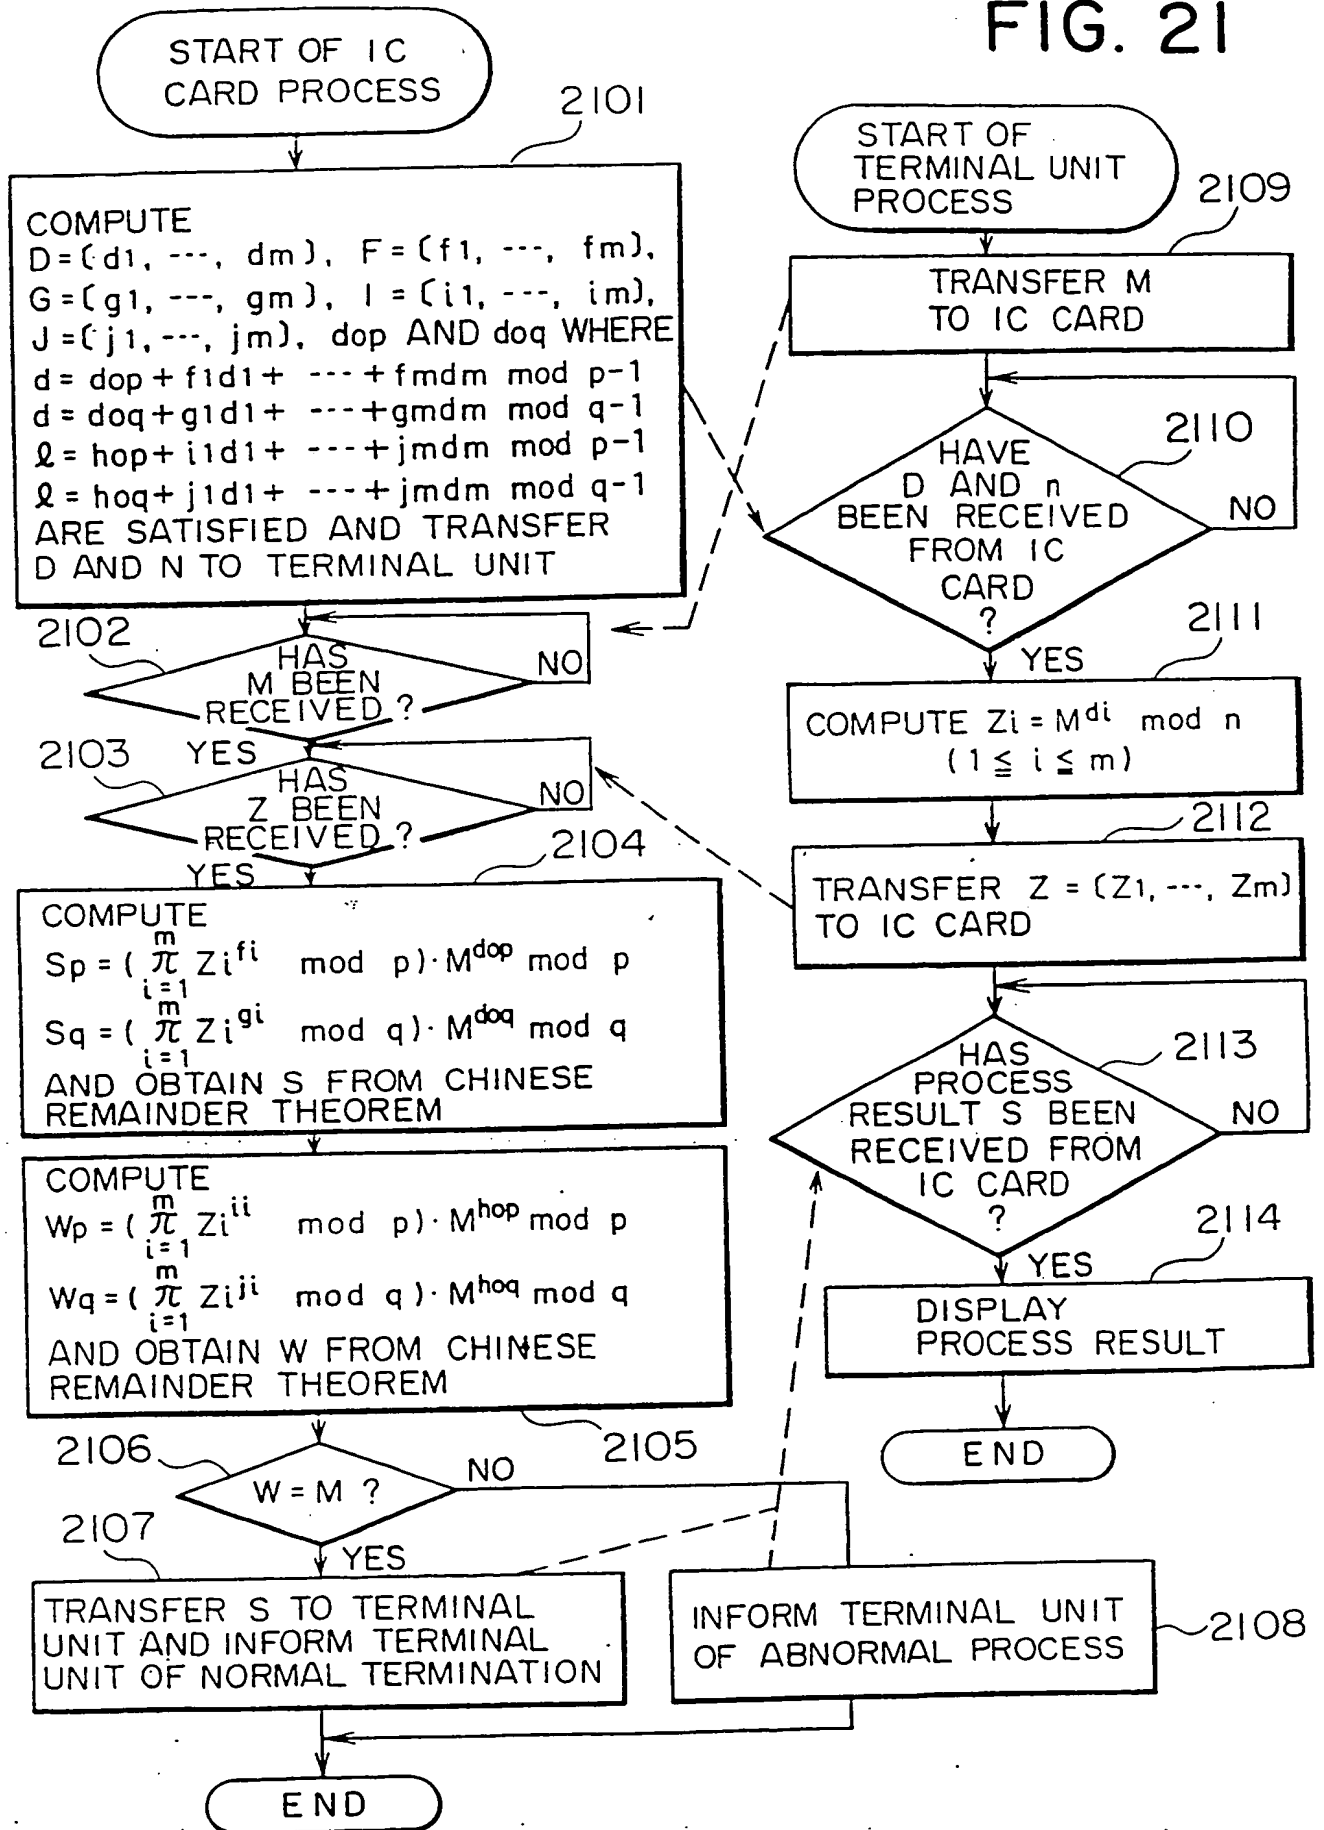 FIG. 21
START OF IC
CARD PROCESS
2101
COMPUTE
D=(d1, ---, dm), F=(f1, ---, fm),
G=(g1, ---, gm), I=(i1, ---, im),
J=(j1, ---, jm), dop AND doq WHERE
d = dop + f1d1 + --- + fmdm mod p-1
d = doq + g1d1 + --- + gmdm mod q-1
ℓ = hop + i1d1 + --- + jmdm mod p-1
ℓ = hoq + j1d1 + --- + jmdm mod q-1
ARE SATISFIED AND TRANSFER
D AND N TO TERMINAL UNIT
2102
HAS
M BEEN
RECEIVED ?
NO
YES
2103
HAS
Z BEEN
RECEIVED ?
NO
YES
2104
COMPUTE
Sp = ( π_{i=1}^{m} Zi^{fi} mod p) · M^{dop} mod p
Sq = ( π_{i=1}^{m} Zi^{gi} mod q) · M^{doq} mod q
AND OBTAIN S FROM CHINESE
REMAINDER THEOREM
COMPUTE
Wp = ( π_{i=1}^{m} Zi^{ii} mod p) · M^{hop} mod p
Wq = ( π_{i=1}^{m} Zi^{ji} mod q) · M^{hoq} mod q
AND OBTAIN W FROM CHINESE
REMAINDER THEOREM
2105
2106
W = M ?
NO
YES
2107
TRANSFER S TO TERMINAL
UNIT AND INFORM TERMINAL
UNIT OF NORMAL TERMINATION
INFORM TERMINAL UNIT
OF ABNORMAL PROCESS
2108
END
START OF
TERMINAL UNIT
PROCESS
2109
TRANSFER M
TO IC CARD
2110
HAVE
D AND n
BEEN RECEIVED
FROM IC
CARD
?
NO
YES
2111
COMPUTE Zi = M^{di} mod n
(1 ≦ i ≦ m)
2112
TRANSFER Z = (Z1, ---, Zm)
TO IC CARD
2113
HAS
PROCESS
RESULT S BEEN
RECEIVED FROM
IC CARD
?
NO
YES
2114
DISPLAY
PROCESS RESULT
END